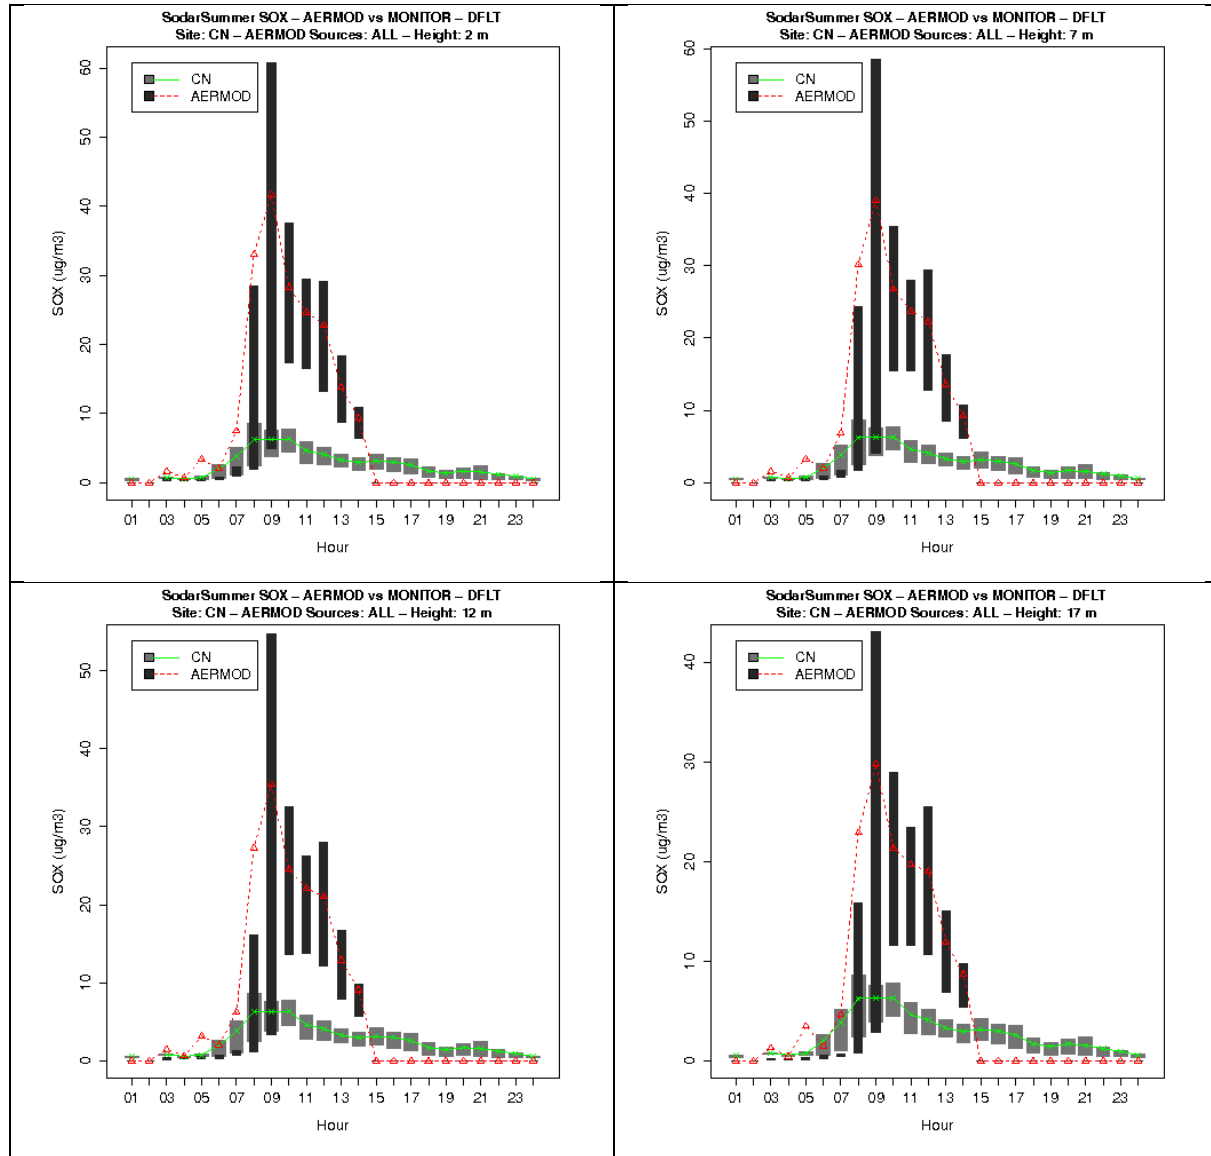 SodarSummer SOX – AERMOD vs MONITOR – DFLT
Site: CN – AERMOD Sources: ALL – Height: 2 m
CN
AERMOD
60
50
40
30
20
10
0
SOX (ug/m3)
01 03 05 07 09 11 13 15 17 19 21 23
Hour
SodarSummer SOX – AERMOD vs MONITOR – DFLT
Site: CN – AERMOD Sources: ALL – Height: 7 m
CN
AERMOD
60
50
40
30
20
10
0
SOX (ug/m3)
01 03 05 07 09 11 13 15 17 19 21 23
Hour
SodarSummer SOX – AERMOD vs MONITOR – DFLT
Site: CN – AERMOD Sources: ALL – Height: 12 m
CN
AERMOD
50
40
30
20
10
0
SOX (ug/m3)
01 03 05 07 09 11 13 15 17 19 21 23
Hour
SodarSummer SOX – AERMOD vs MONITOR – DFLT
Site: CN – AERMOD Sources: ALL – Height: 17 m
CN
AERMOD
40
30
20
10
0
SOX (ug/m3)
01 03 05 07 09 11 13 15 17 19 21 23
Hour